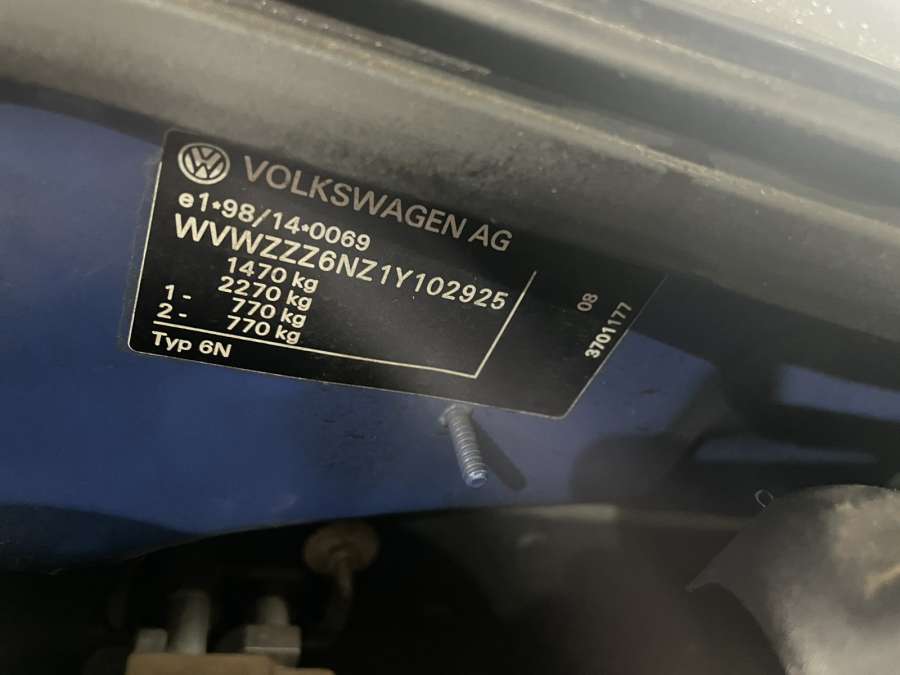 VOLKSWAGEN AG
e1*98/14*0069
WVWZZZ6NZ1Y102925
1470 kg
2270 kg
1- 770 kg
2- 770 kg
Typ 6N
08
3701177